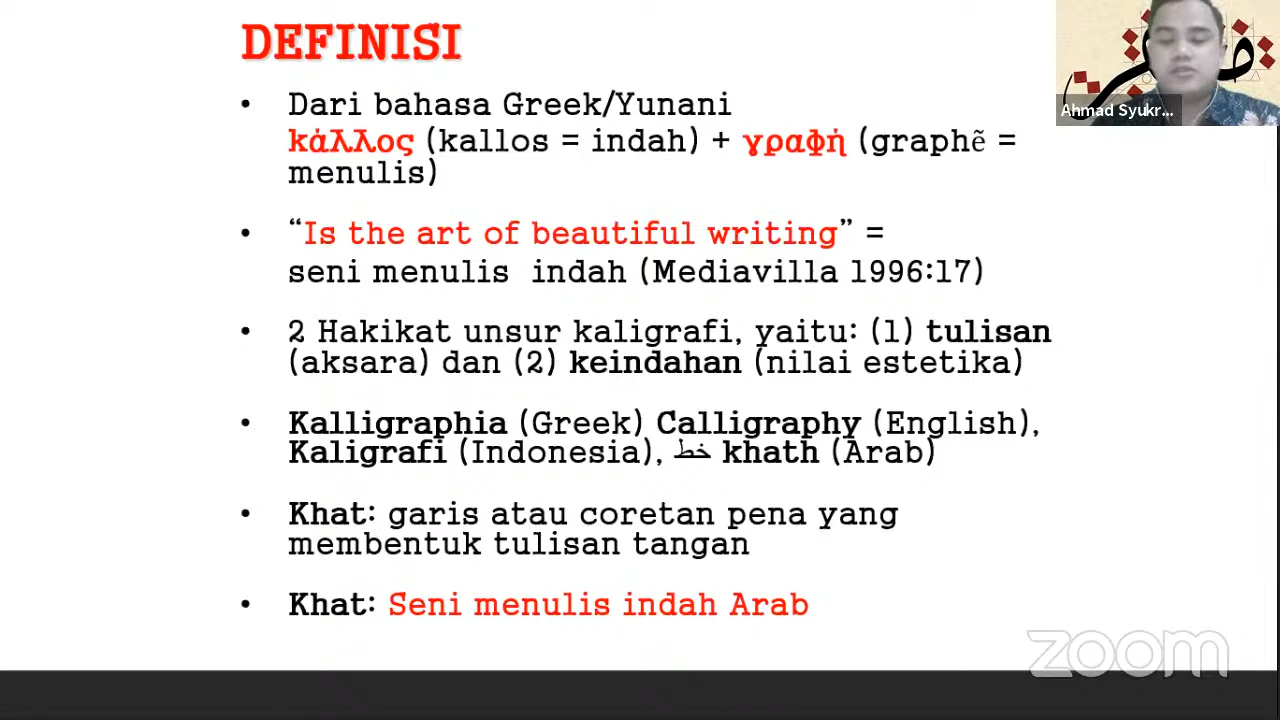 DEFINISI
Ahmad Syukr...
• Dari bahasa Greek/Yunani
κάλλος (kallos = indah) + γραφή (graphẽ =
menulis)
• “Is the art of beautiful writing” =
seni menulis indah (Mediavilla 1996:17)
• 2 Hakikat unsur kaligrafi, yaitu: (1) tulisan
(aksara) dan (2) keindahan (nilai estetika)
• Kalligraphia (Greek) Calligraphy (English),
Kaligrafi (Indonesia), خط khath (Arab)
• Khat: garis atau coretan pena yang
membentuk tulisan tangan
• Khat: Seni menulis indah Arab
zoom